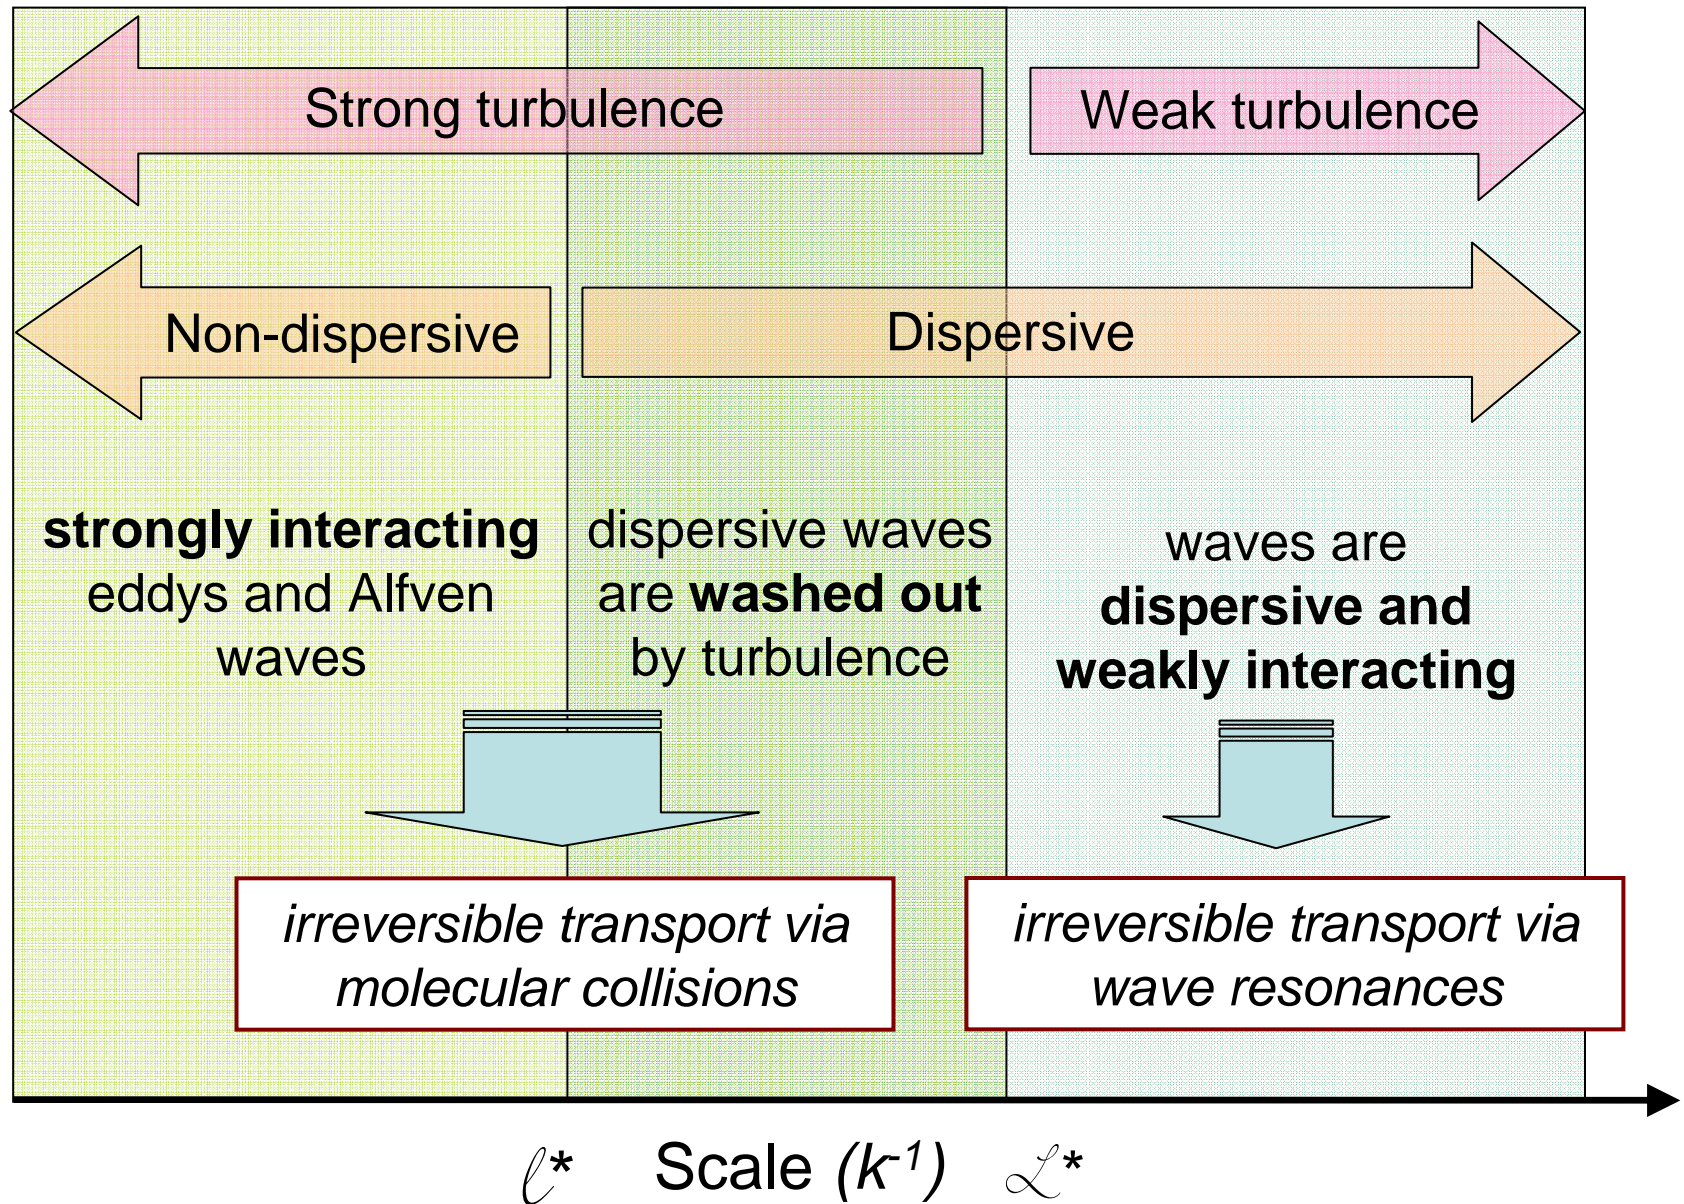 Strong turbulence
Weak turbulence
Non-dispersive
Dispersive
strongly interacting
eddys and Alfven
waves
dispersive waves
are washed out
by turbulence
waves are
dispersive and
weakly interacting
irreversible transport via
molecular collisions
irreversible transport via
wave resonances
ℓ* Scale (k⁻¹) ℒ*